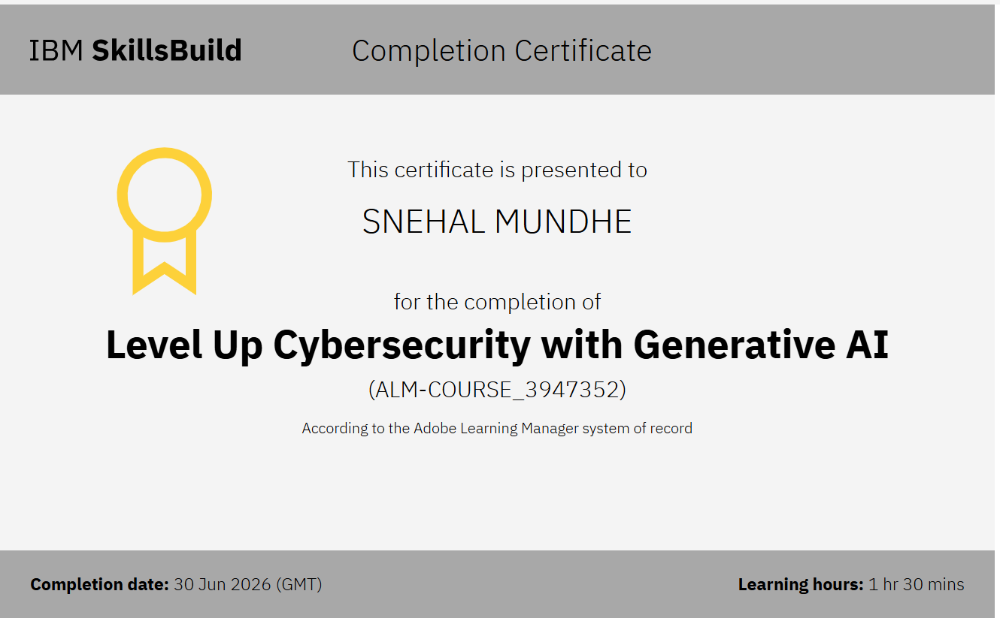 IBM SkillsBuild
Completion Certificate
This certificate is presented to
SNEHAL MUNDHE
for the completion of
Level Up Cybersecurity with Generative AI
(ALM-COURSE_3947352)
According to the Adobe Learning Manager system of record
Completion date: 30 Jun 2026 (GMT)
Learning hours: 1 hr 30 mins